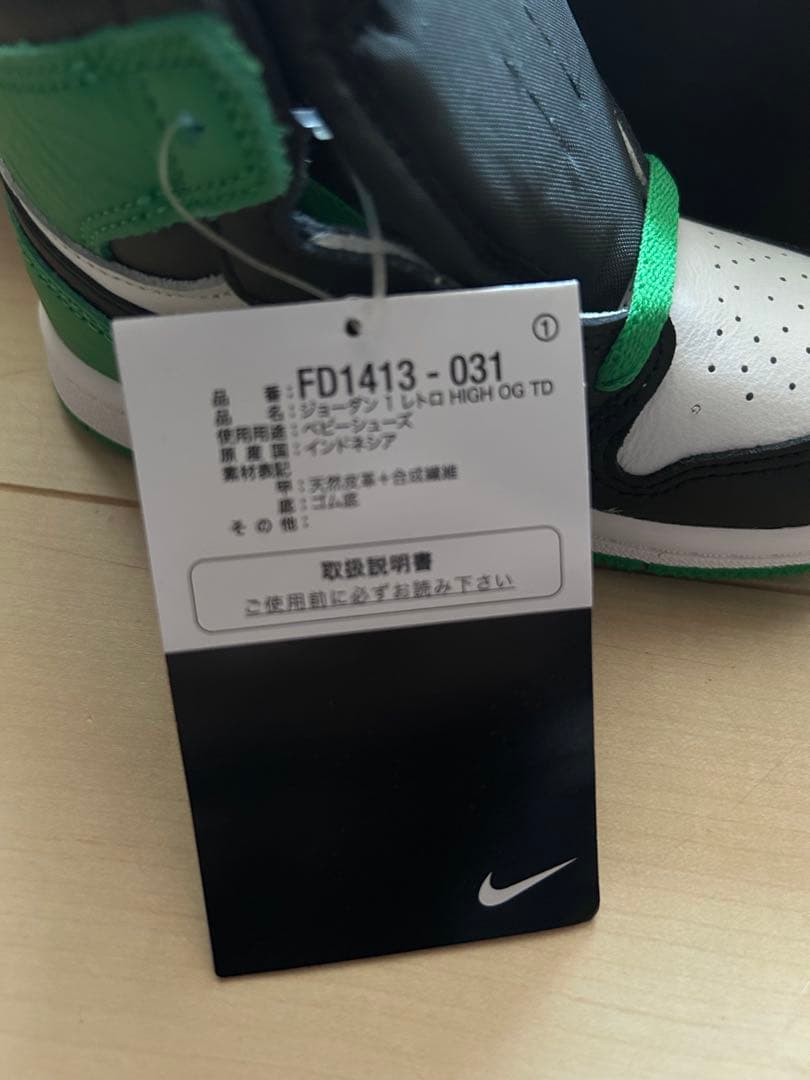 ①
品 番：FD1413 - 031
品 名：ジョーダン 1 レトロ HIGH OG TD
使用用途：ベビーシューズ
原 産 国：インドネシア
素材表記
甲：天然皮革＋合成繊維
底：ゴム底
そ の 他：
取扱説明書
ご使用前に必ずお読み下さい